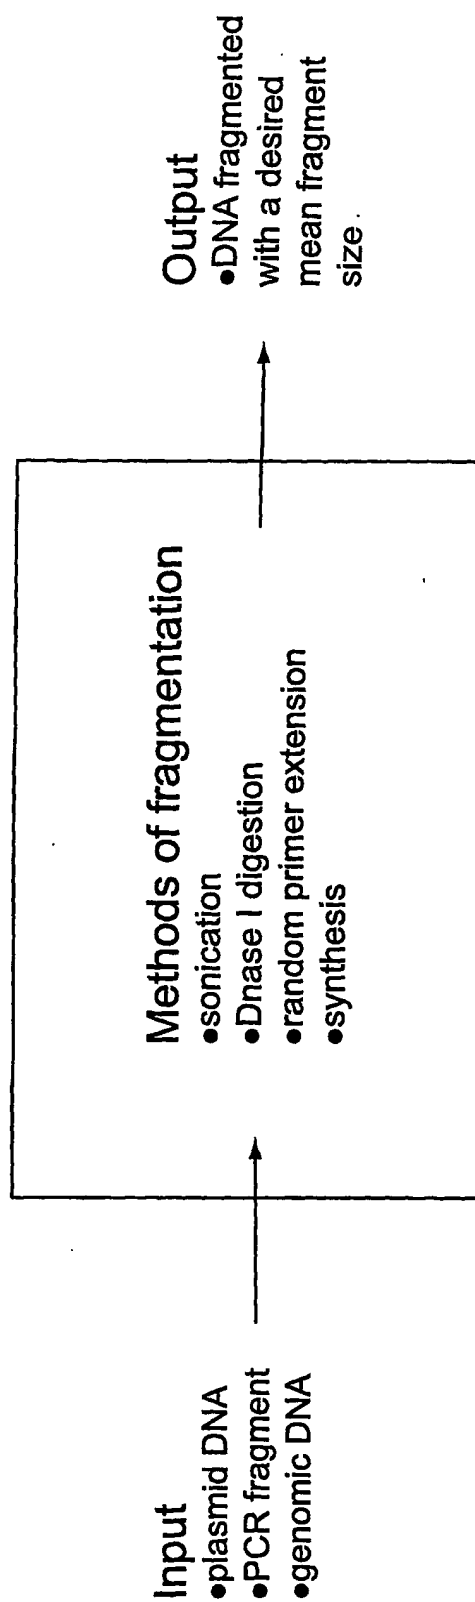 Input
•plasmid DNA
•PCR fragment
•genomic DNA
Methods of fragmentation
•sonication
•Dnase I digestion
•random primer extension
•synthesis
Output
•DNA fragmented
with a desired
mean fragment
size.